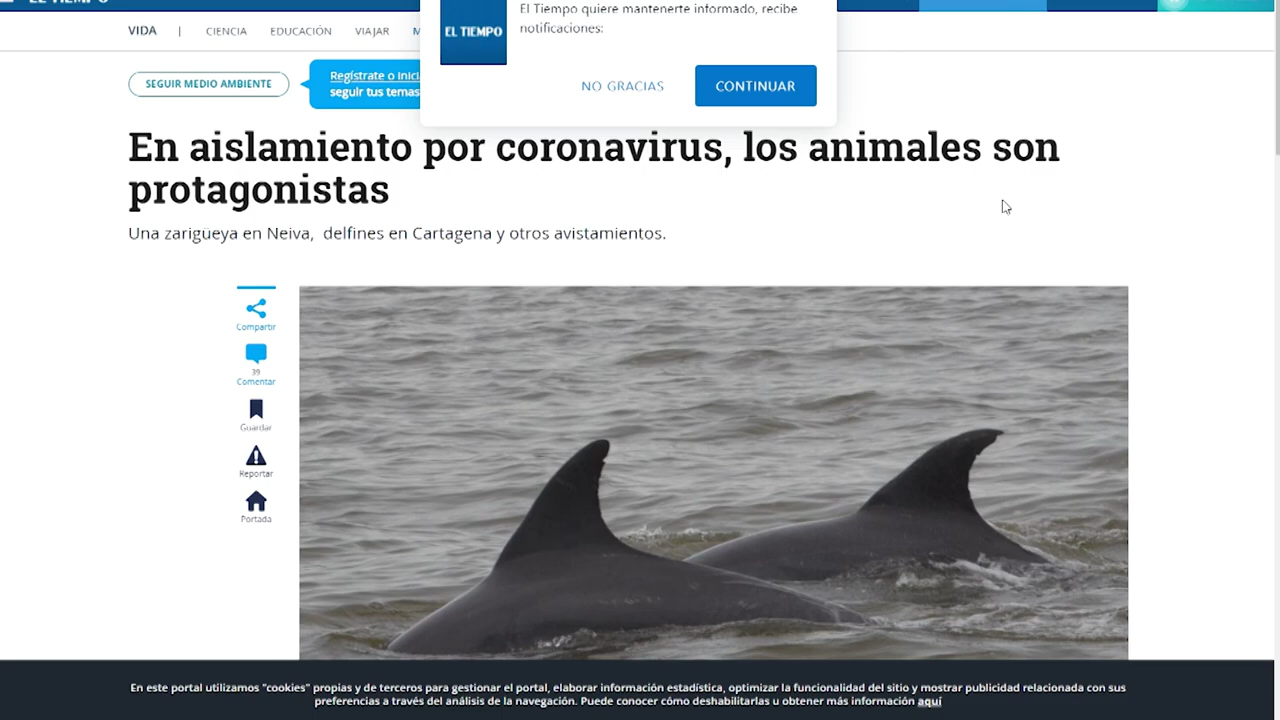 EL TIEMPO
El Tiempo quiere mantenerte informado, recibe
notificaciones:
EL TIEMPO
NO GRACIAS
CONTINUAR
VIDA | CIENCIA EDUCACIÓN VIAJAR
SEGUIR MEDIO AMBIENTE
Regístrate o
seguir tus temas
En aislamiento por coronavirus, los animales son
protagonistas
Una zarigüeya en Neiva, delfines en Cartagena y otros avistamientos.
Compartir
39
Comentar
Guardar
Reportar
Portada
En este portal utilizamos "cookies" propias y de terceros para gestionar el portal, elaborar información estadística, optimizar la funcionalidad del sitio y mostrar publicidad relacionada con sus
preferencias a través del análisis de la navegación. Puede conocer cómo deshabilitarlas u obtener más información aquí